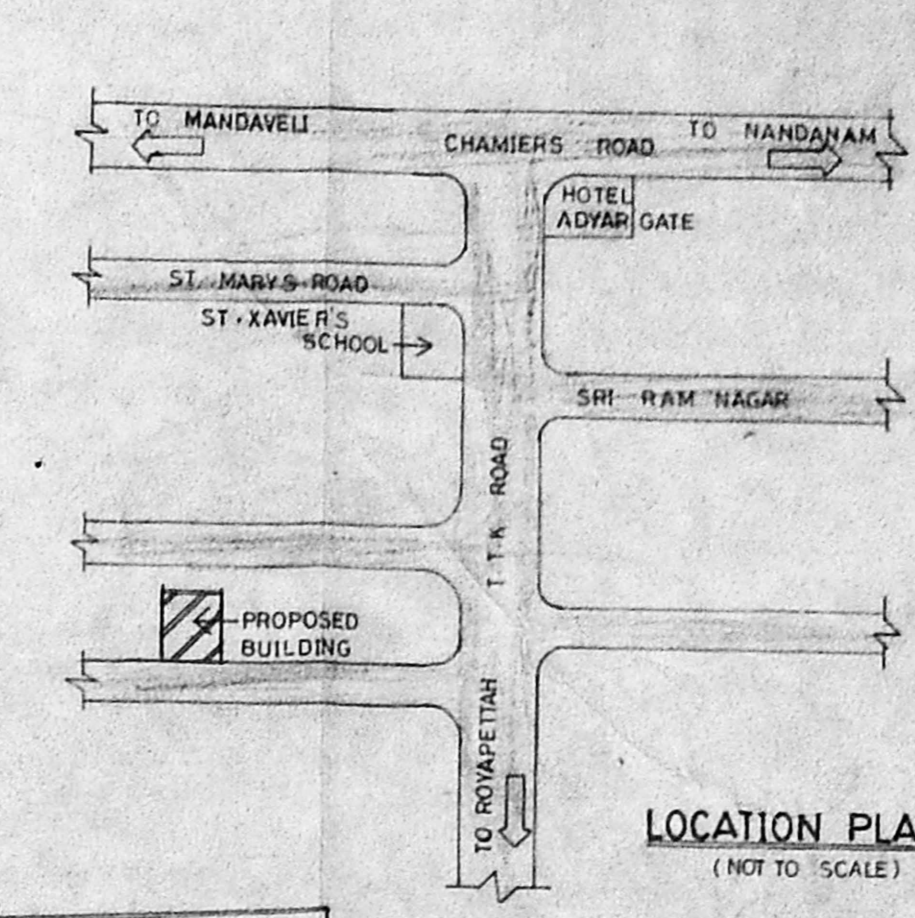 TO MANDAVELI
CHAMIERS ROAD
TO NANDANAM
HOTEL
ADYAR GATE
ST. MARYS ROAD
ST. XAVIER'S
SCHOOL
SRI RAM NAGAR
T T K ROAD
PROPOSED
BUILDING
TO ROYAPETTAH
LOCATION PLA
(NOT TO SCALE)